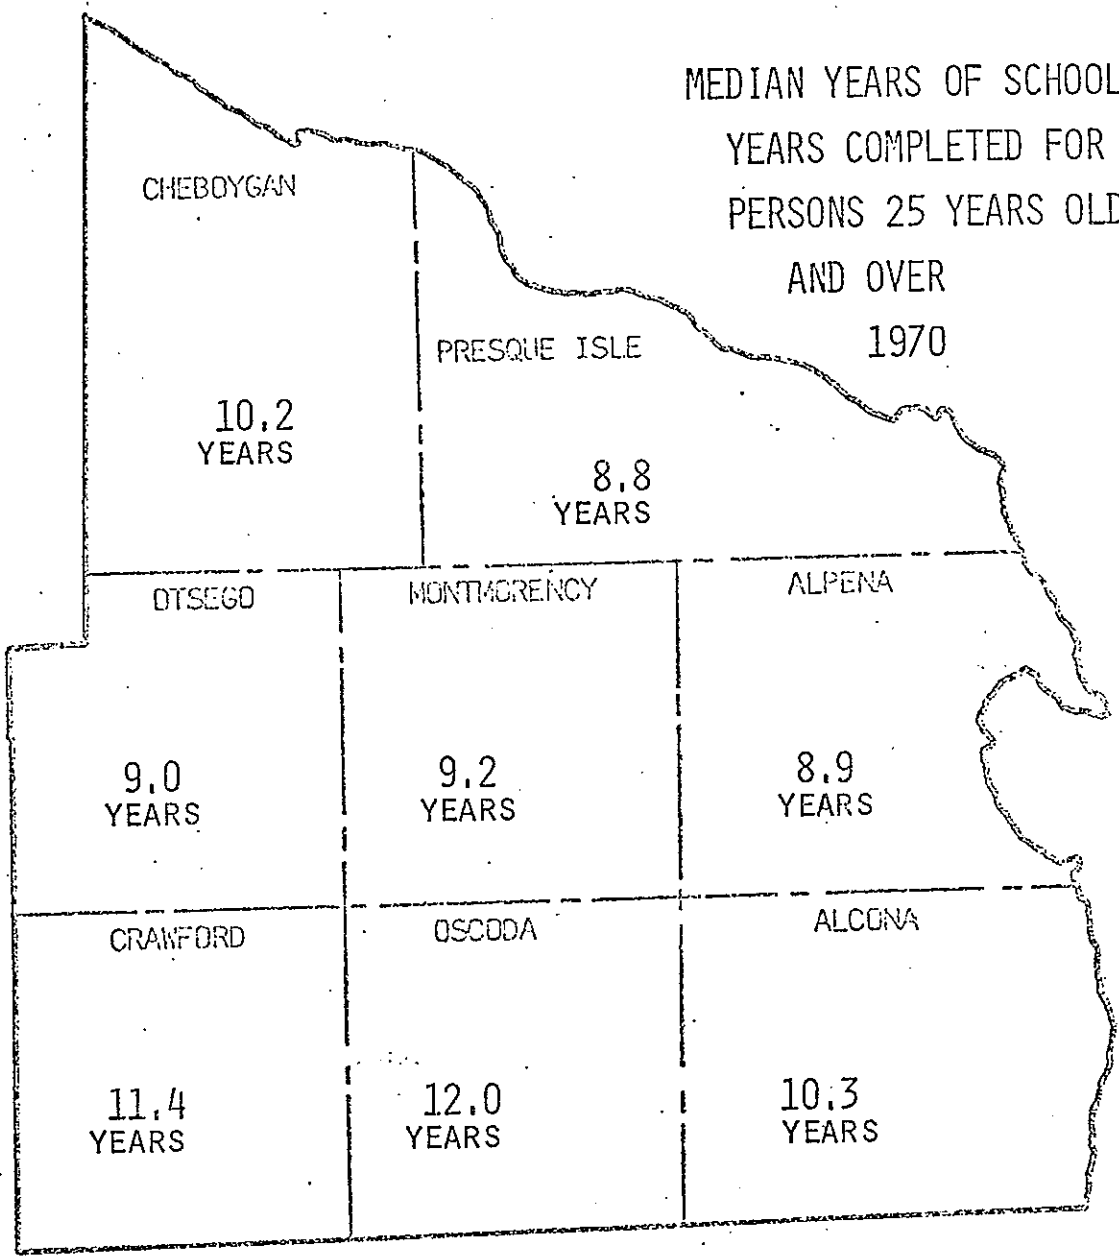 MEDIAN YEARS OF SCHOOL
YEARS COMPLETED FOR
PERSONS 25 YEARS OLD
AND OVER
1970
CHEBOYGAN
10.2
YEARS
PRESQUE ISLE
8.8
YEARS
OTSEGO
9.0
YEARS
MONTMORENCY
9.2
YEARS
ALPENA
8.9
YEARS
CRAWFORD
11.4
YEARS
OSCODA
12.0
YEARS
ALCONA
10.3
YEARS